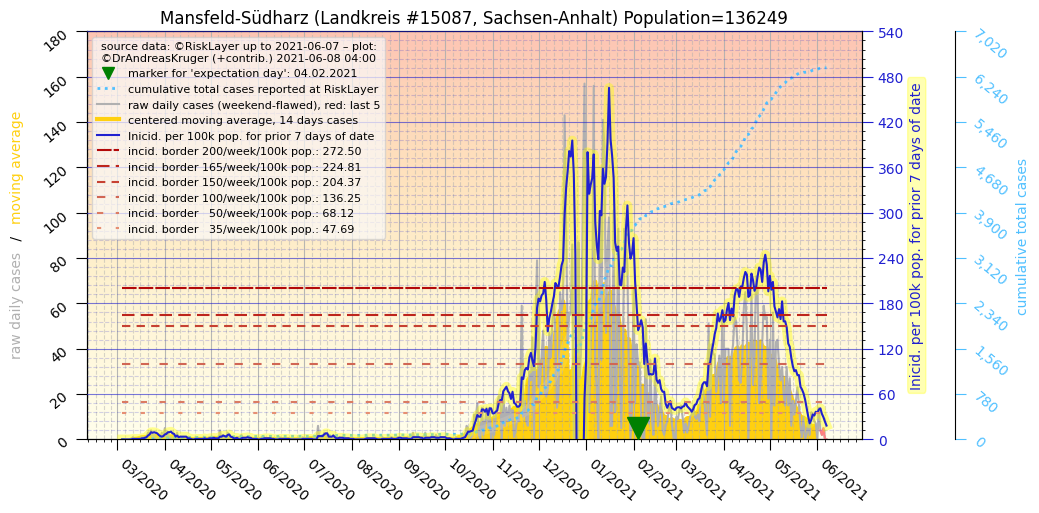 Mansfeld-Südharz (Landkreis #15087, Sachsen-Anhalt) Population=136249
source data: ©RiskLayer up to 2021-06-07 – plot:
©DrAndreasKruger (+contrib.) 2021-06-08 04:00
marker for 'expectation day': 04.02.2021
cumulative total cases reported at RiskLayer
raw daily cases (weekend-flawed), red: last 5
centered moving average, 14 days cases
Inicid. per 100k pop. for prior 7 days of date
incid. border 200/week/100k pop.: 272.50
incid. border 165/week/100k pop.: 224.81
incid. border 150/week/100k pop.: 204.37
incid. border 100/week/100k pop.: 136.25
incid. border   50/week/100k pop.: 68.12
incid. border   35/week/100k pop.: 47.69
raw daily cases / moving average
180
160
140
120
100
80
60
40
20
0
03/2020
04/2020
05/2020
06/2020
07/2020
08/2020
09/2020
10/2020
11/2020
12/2020
01/2021
02/2021
03/2021
04/2021
05/2021
06/2021
540
480
420
360
300
240
180
120
60
0
Inicid. per 100k pop. for prior 7 days of date
7,020
6,240
5,460
4,680
3,900
3,120
2,340
1,560
780
0
cumulative total cases